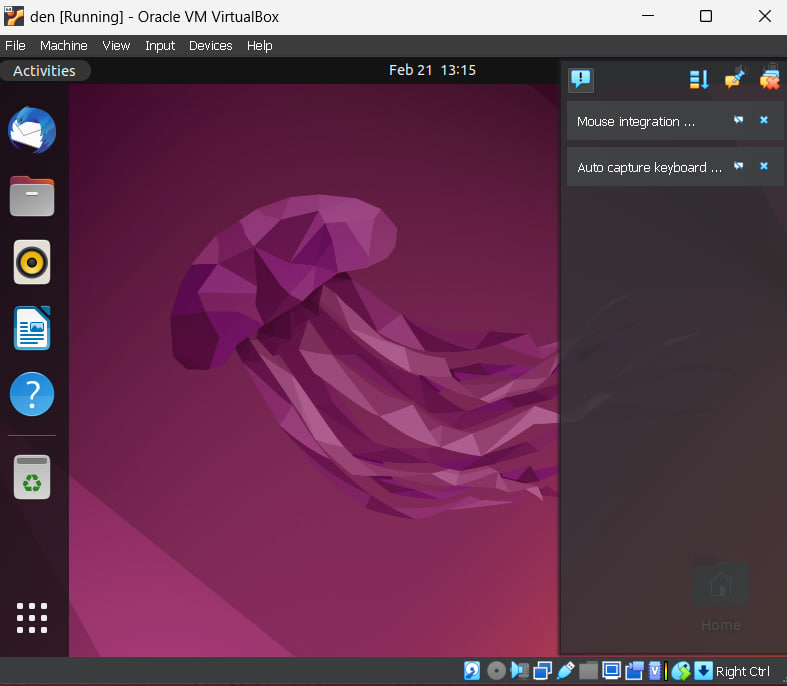 den [Running] - Oracle VM VirtualBox
File Machine View Input Devices Help
Activities
Feb 21 13:15
Mouse integration ...
Auto capture keyboard ...
?
Home
V
Right Ctrl